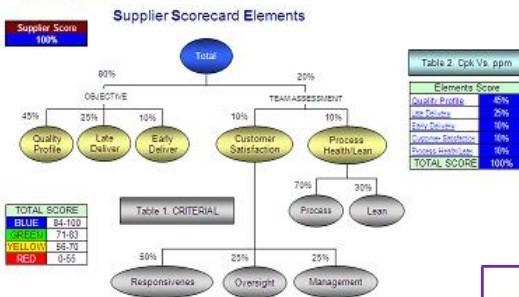 Supplier Scorecard Elements
Supplier Score
100%
Total
80%
20%
OBJECTIVE
TEAM ASSESSMENT
45%
25%
10%
10%
10%
Quality Profile
Late Deliver
Early Deliver
Customer Satisfaction
Process Health/Lean
70%
30%
Process
Lean
Table 1. CRITERIAL
50%
25%
25%
Responsivenes
Oversight
Management
TOTAL SCORE
BLUE 84-100
GREEN 71-83
YELLOW 56-70
RED 0-55
Table 2. Cpk Vs. ppm
Elements Score
Quality Profile 45%
Late Delivery 25%
Early Delivery 10%
Customer Satisfaction 10%
Process Health/Lean 10%
TOTAL SCORE 100%